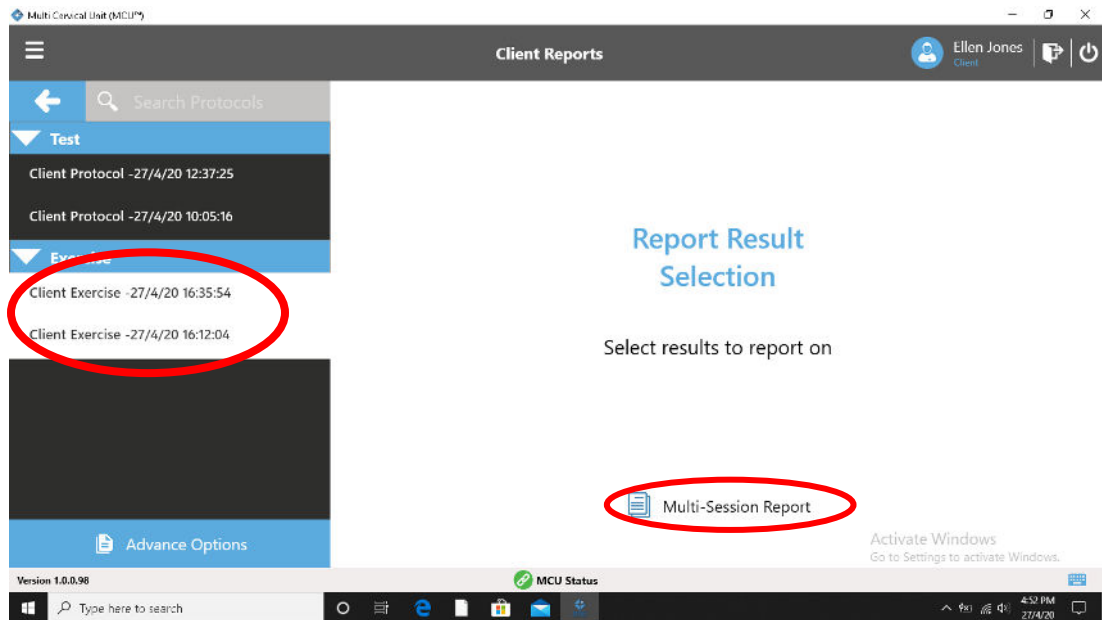 Multi Cervical Unit (MCU™)
Client Reports
Ellen Jones
Client
Search Protocols
Test
Client Protocol -27/4/20 12:37:25
Client Protocol -27/4/20 10:05:16
Exercise
Client Exercise -27/4/20 16:35:54
Client Exercise -27/4/20 16:12:04
Report Result
Selection
Select results to report on
Multi-Session Report
Advance Options
Activate Windows
Go to Settings to activate Windows.
Version 1.0.0.98
MCU Status
Type here to search
4:52 PM
27/4/20